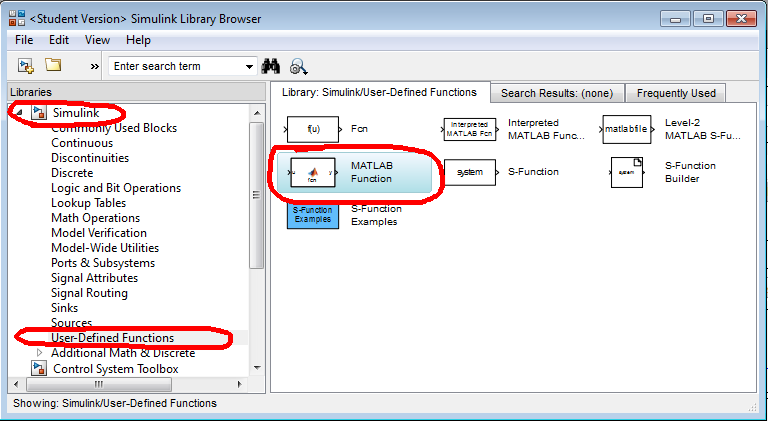 <Student Version> Simulink Library Browser
File Edit View Help
» Enter search term
Libraries
Library: Simulink/User-Defined Functions Search Results: (none) Frequently Used
Simulink
Commonly Used Blocks
Continuous
Discontinuities
Discrete
Logic and Bit Operations
Lookup Tables
Math Operations
Model Verification
Model-Wide Utilities
Ports & Subsystems
Signal Attributes
Signal Routing
Sinks
Sources
User-Defined Functions
Additional Math & Discrete
Control System Toolbox
f(u) Fcn
Interpreted
MATLAB Fcn
Interpreted
MATLAB Func...
matlabfile
Level-2
MATLAB S-Fu...
u y
fcn
MATLAB
Function
system S-Function
system
S-Function
Builder
S-Function
Examples
S-Function
Examples
Showing: Simulink/User-Defined Functions